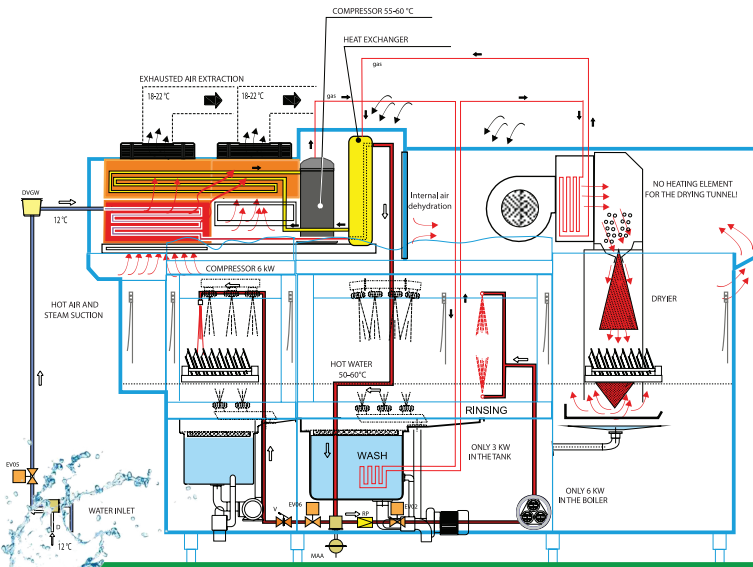 COMPRESSOR 55-60 °C
HEAT EXCHANGER
gas
EXHAUSTED AIR EXTRACTION
18-22 °C
18-22 °C
gas
DVGW
12°C
Internal air
dehydration
NO HEATING ELEMENT
FOR THE DRYING TUNNEL!
COMPRESSOR 6 kW
HOT AIR AND
STEAM SUCTION
DRYIER
HOT WATER
50-60°C
RINSING
WASH
ONLY 3 KW
IN THE TANK
ONLY 6 KW
IN THE BOILER
EV05
WATER INLET
D
12°C
V
EV06
RP
EV02
MAA